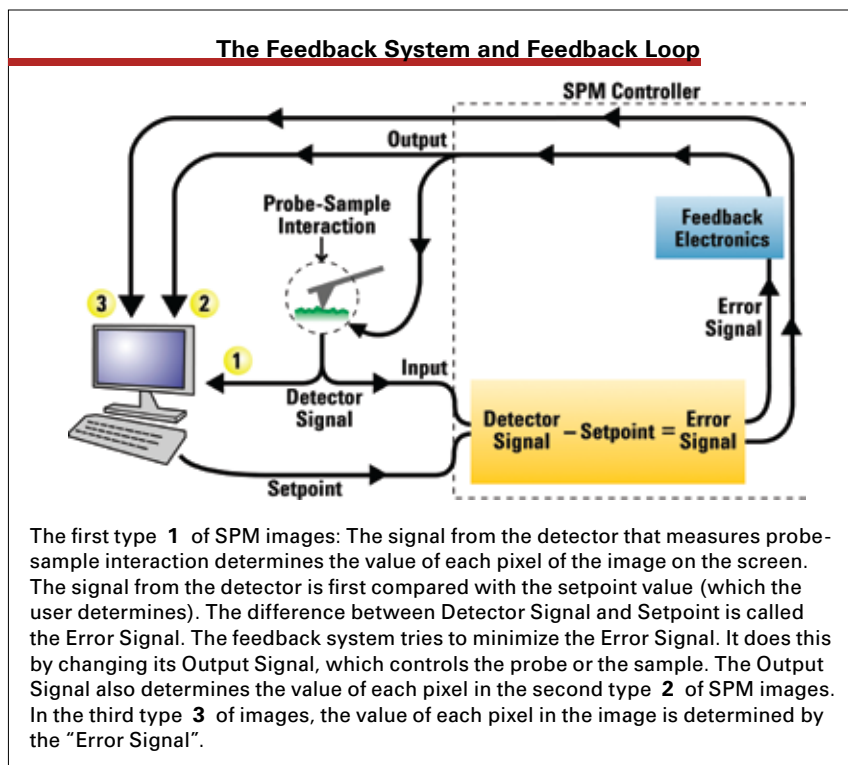 The Feedback System and Feedback Loop
SPM Controller
Output
Probe-Sample
Interaction
Feedback
Electronics
3
2
Error
Signal
1
Input
Detector
Signal
Detector
Signal
– Setpoint =
Error
Signal
Setpoint
The first type 1 of SPM images: The signal from the detector that measures probe-
sample interaction determines the value of each pixel of the image on the screen.
The signal from the detector is first compared with the setpoint value (which the
user determines). The difference between Detector Signal and Setpoint is called
the Error Signal. The feedback system tries to minimize the Error Signal. It does this
by changing its Output Signal, which controls the probe or the sample. The Output
Signal also determines the value of each pixel in the second type 2 of SPM images.
In the third type 3 of images, the value of each pixel in the image is determined by
the “Error Signal”.